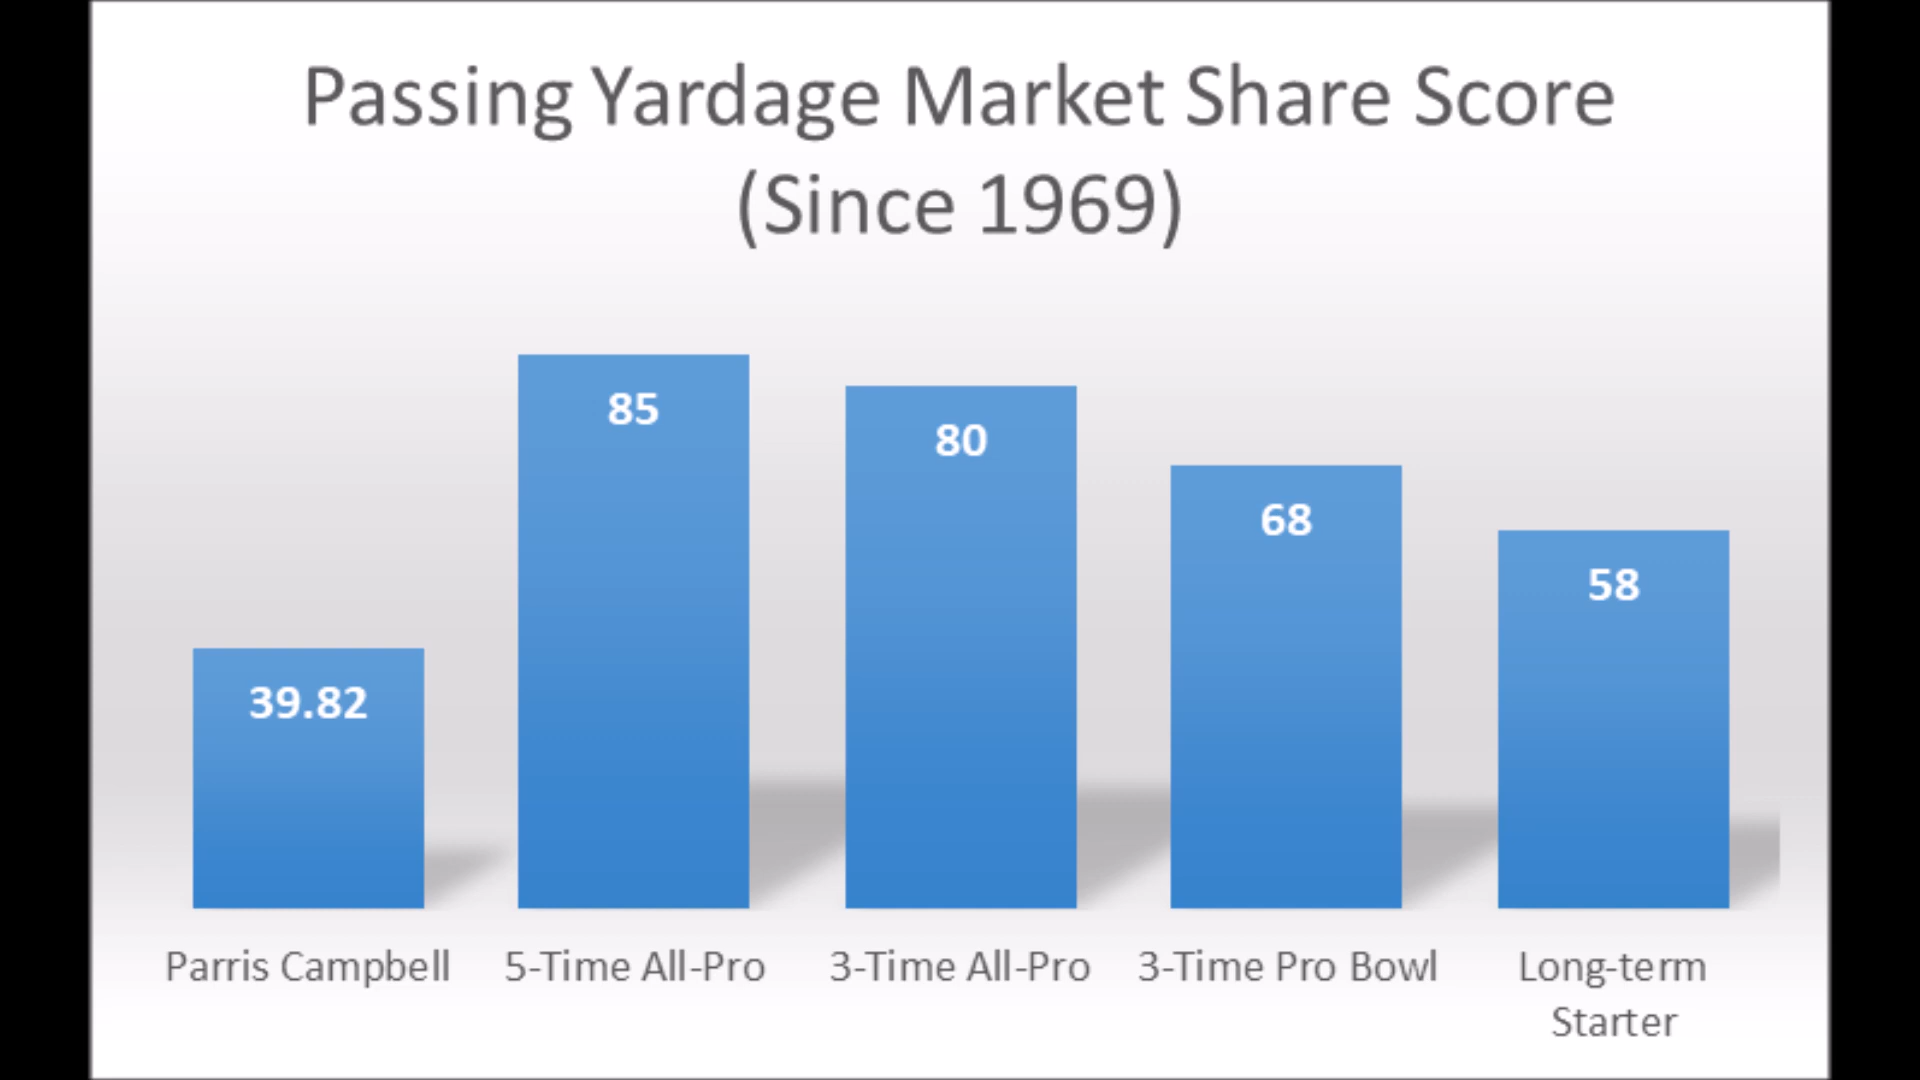 Passing Yardage Market Share Score
(Since 1969)
85
80
68
58
39.82
Parris Campbell
5-Time All-Pro
3-Time All-Pro
3-Time Pro Bowl
Long-term
Starter